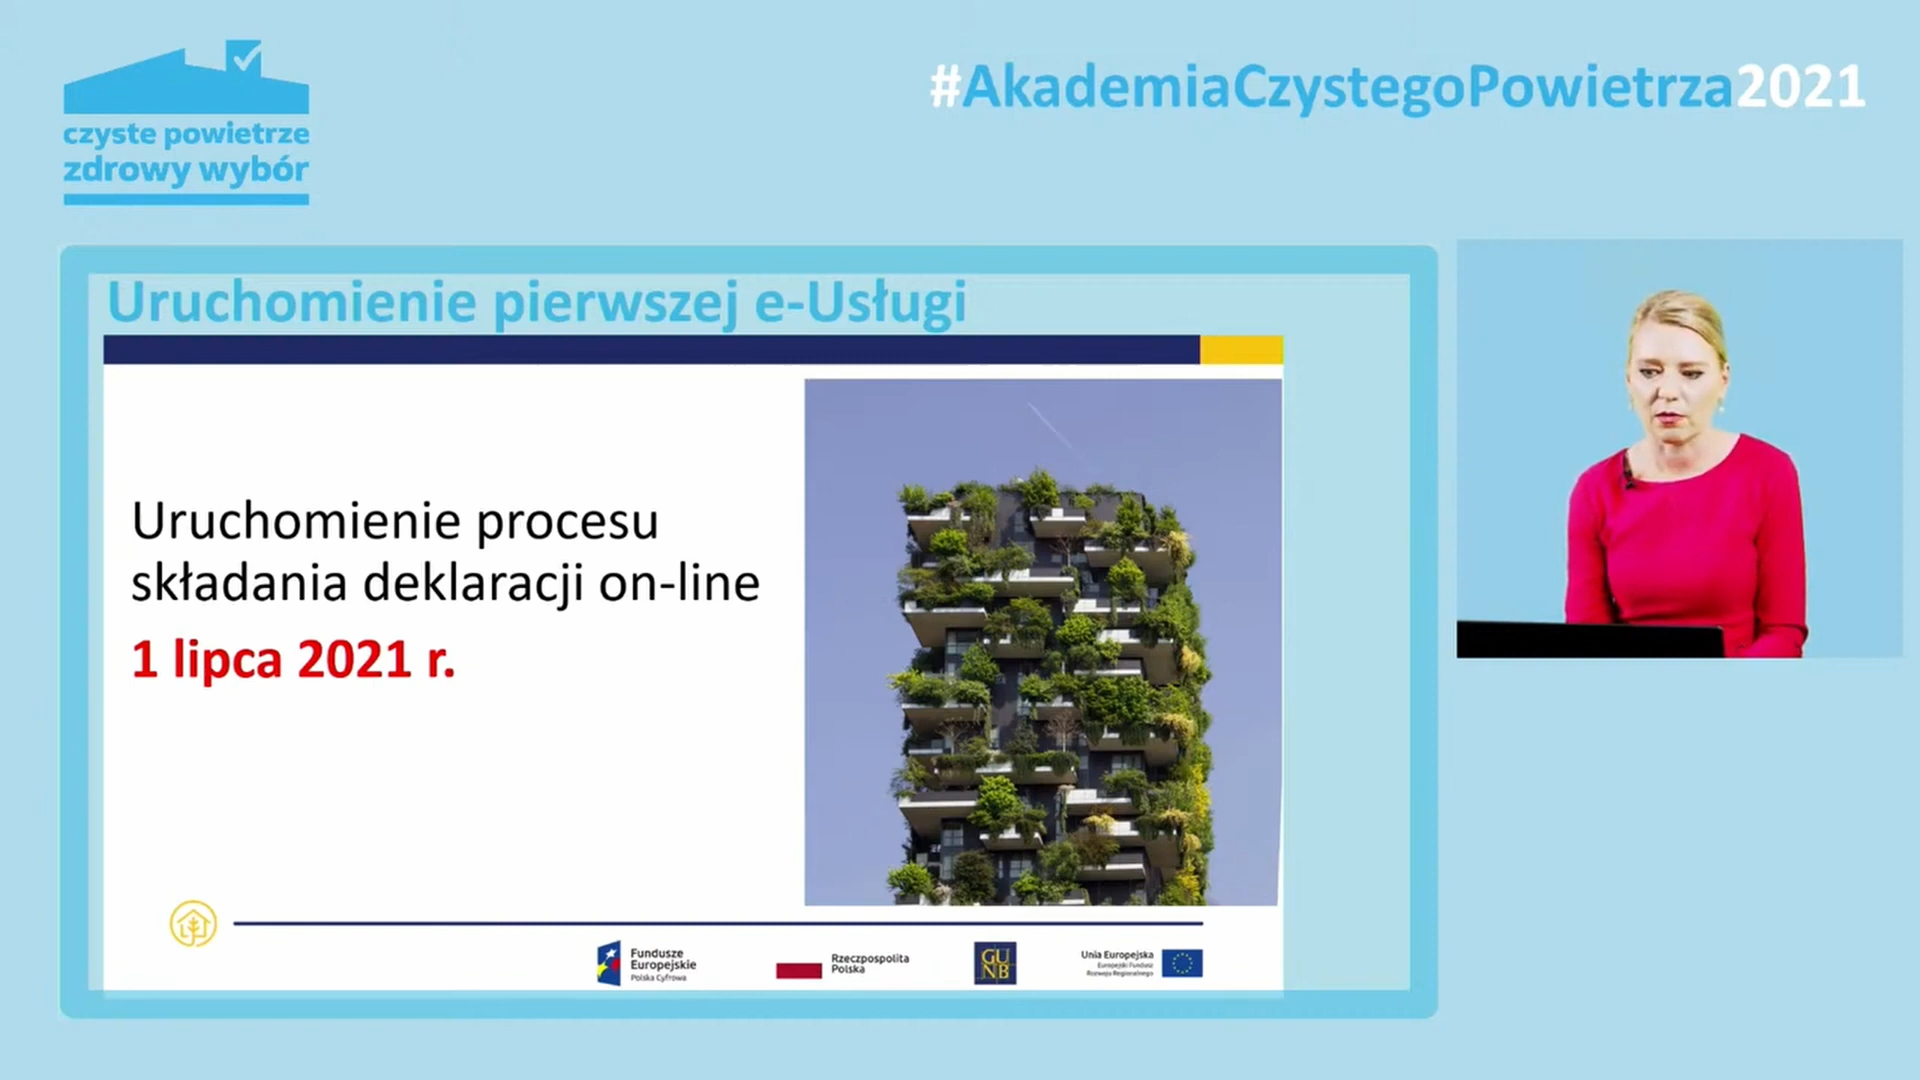 czyste powietrze
zdrowy wybór
#AkademiaCzystegoPowietrza2021
Uruchomienie pierwszej e-Usługi
Uruchomienie procesu
składania deklaracji on-line
1 lipca 2021 r.
Fundusze
Europejskie
Polska Cyfrowa
Rzeczpospolita
Polska
GU
NB
Unia Europejska
Europejski Fundusz
Rozwoju Regionalnego